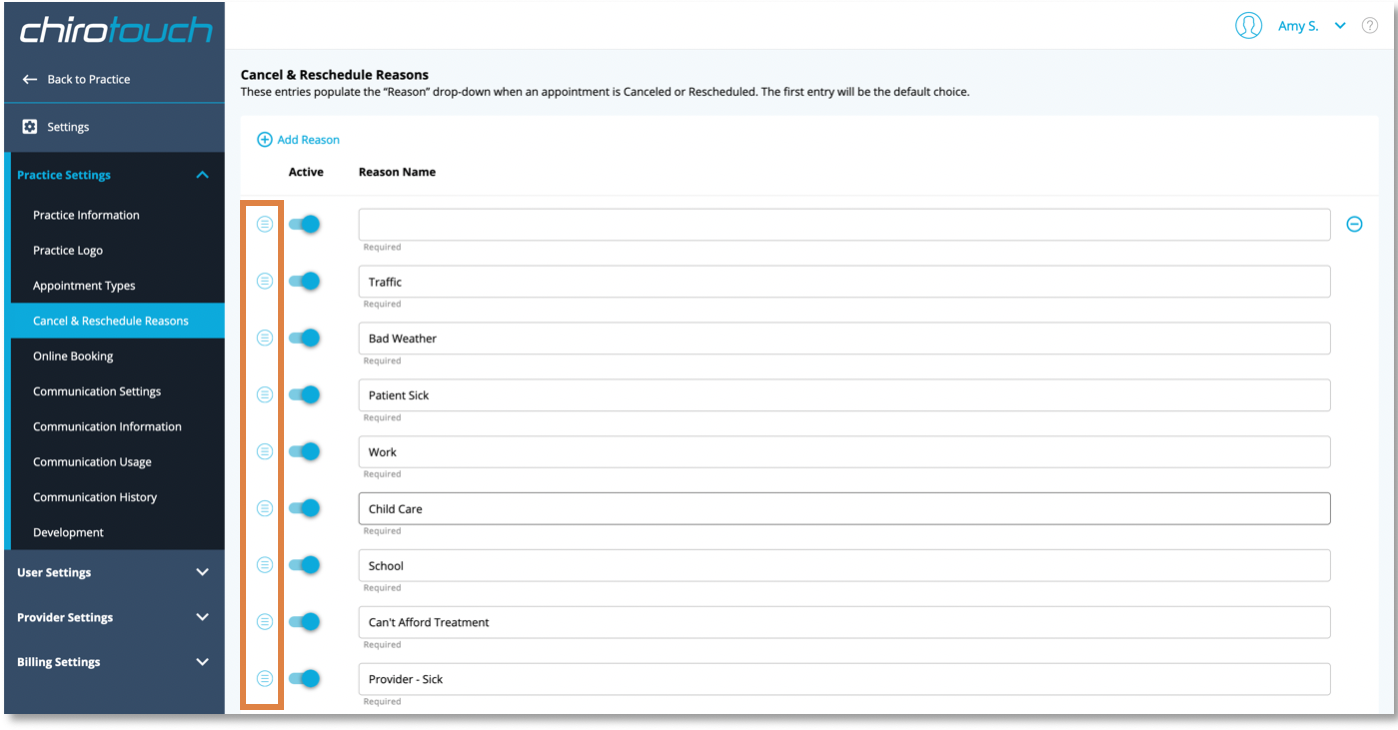 chirotouch
Amy S.
Back to Practice
Settings
Practice Settings
Practice Information
Practice Logo
Appointment Types
Cancel & Reschedule Reasons
Online Booking
Communication Settings
Communication Information
Communication Usage
Communication History
Development
User Settings
Provider Settings
Billing Settings
Cancel & Reschedule Reasons
These entries populate the “Reason” drop-down when an appointment is Canceled or Rescheduled. The first entry will be the default choice.
Add Reason
Active Reason Name
Required
Traffic
Required
Bad Weather
Required
Patient Sick
Required
Work
Required
Child Care
Required
School
Required
Can't Afford Treatment
Required
Provider - Sick
Required